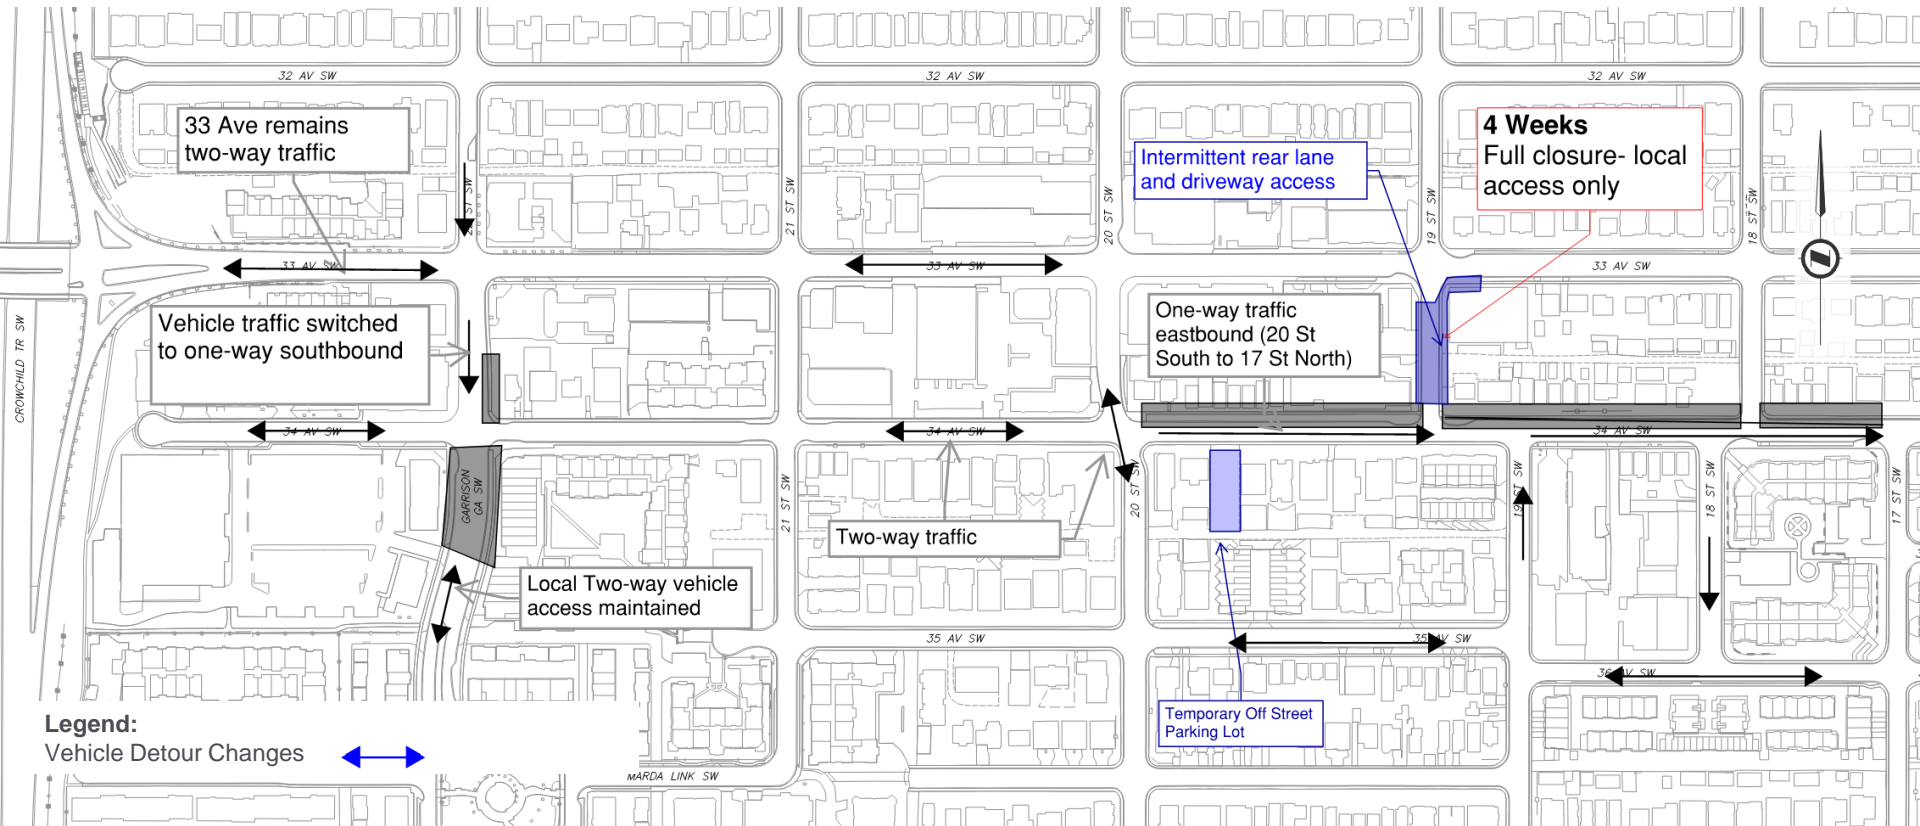 32 AV SW
32 AV SW
32 AV SW
33 Ave remains
two-way traffic
4 Weeks
Full closure- local
access only
Intermittent rear lane
and driveway access
ST SW
21 ST SW
20 ST SW
19 ST SW
18 ST SW
33 AV SW
33 AV SW
33 AV SW
Vehicle traffic switched
to one-way southbound
One-way traffic
eastbound (20 St
South to 17 St North)
CROWCHILD TR SW
34 AV SW
34 AV SW
34 AV SW
GARRISON
GA SW
21 ST SW
20 ST SW
19 ST SW
18 ST SW
17 ST SW
Two-way traffic
Local Two-way vehicle
access maintained
35 AV SW
35 AV SW
36 AV SW
Temporary Off Street
Parking Lot
Legend:
Vehicle Detour Changes
MARDA LINK SW